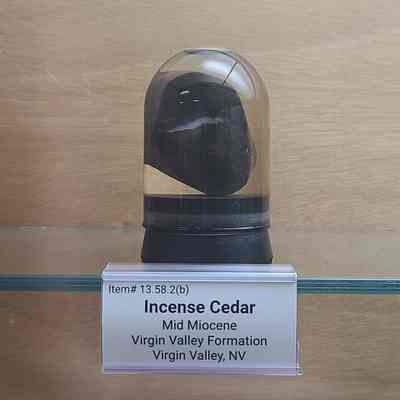 Item# 13.58.2(b)
Incense Cedar
Mid Miocene
Virgin Valley Formation
Virgin Valley, NV